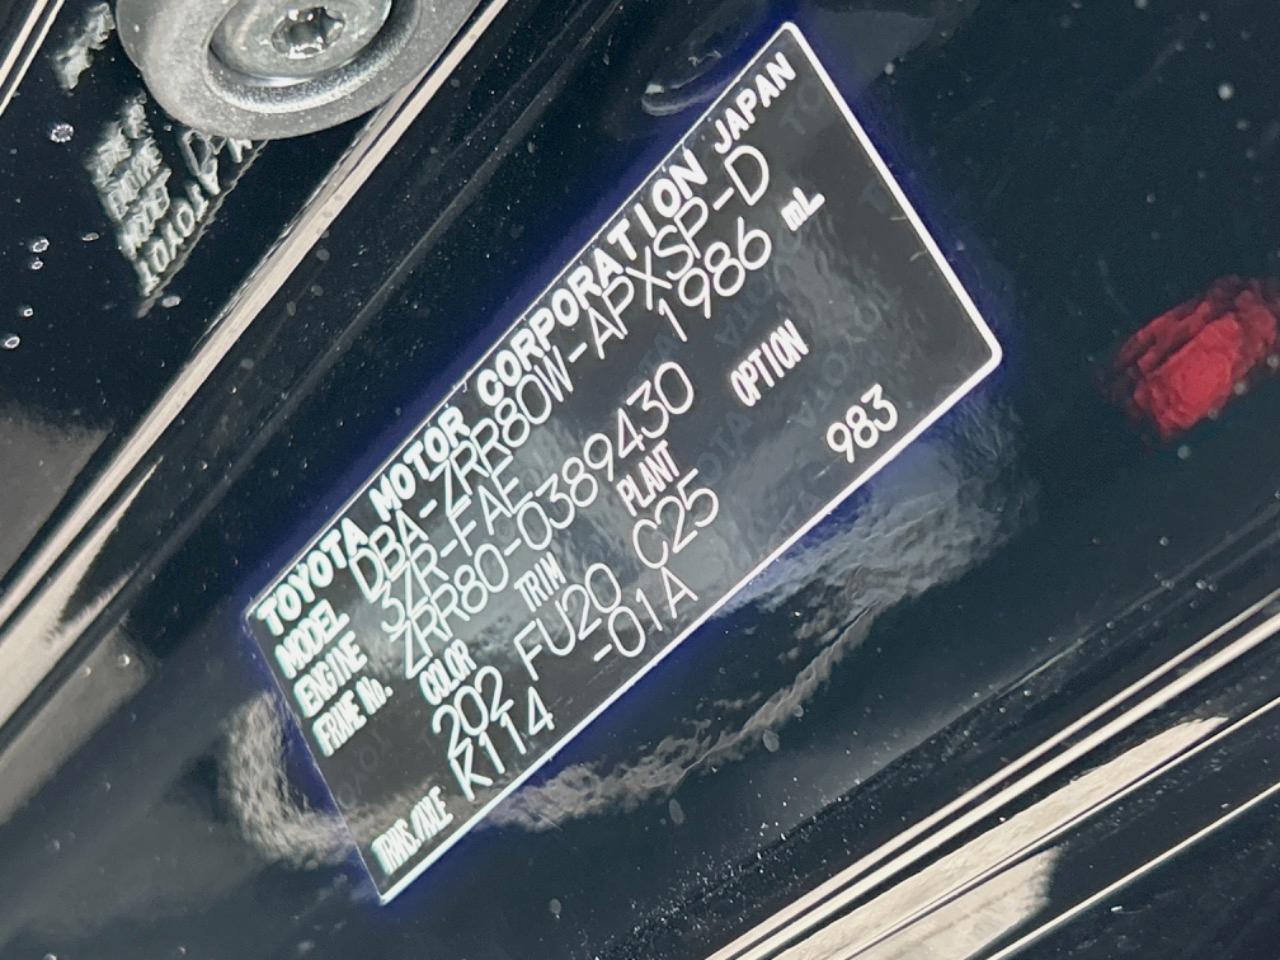 TOYOTA MOTOR CORPORATION JAPAN
MODEL DBA-ZRR80W-APXSP-D
ENGINE 3ZR-FAE 1986 mL
FRAME No. ZRR80-0389430
COLOR TRIM PLANT OPTION
202 FU20 C25 983
TRANS./AXLE K114 -01A